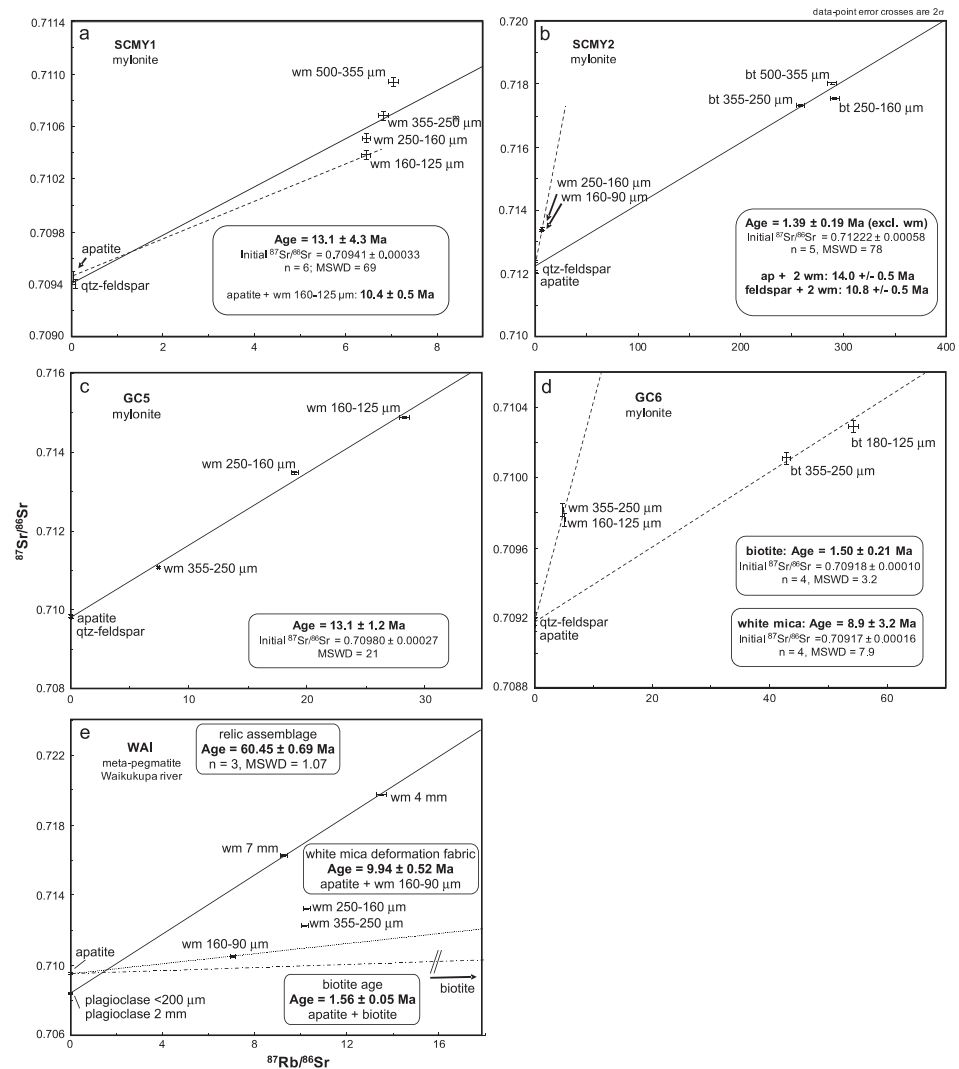 data-point error crosses are 2σ
a
SCMY1
mylonite
0.7114
0.7110
0.7106
0.7102
0.7098
0.7094
0.7090
0
2
4
6
8
wm 500-355 μm
wm 355-250 μm
wm 250-160 μm
wm 160-125 μm
apatite
qtz-feldspar
Age = 13.1 ± 4.3 Ma
Initial 87Sr/86Sr = 0.70941 ± 0.00033
n = 6; MSWD = 69
apatite + wm 160–125 μm: 10.4 ± 0.5 Ma
b
SCMY2
mylonite
0.720
0.718
0.716
0.714
0.712
0.710
0
100
200
300
400
bt 500-355 μm
bt 355-250 μm
bt 250-160 μm
wm 250-160 μm
wm 160-90 μm
qtz-feldspar
apatite
Age = 1.39 ± 0.19 Ma (excl. wm)
Initial 87Sr/86Sr = 0.71222 ± 0.00058
n = 5, MSWD = 78
ap + 2 wm: 14.0 +/- 0.5 Ma
feldspar + 2 wm: 10.8 +/- 0.5 Ma
c
GC5
mylonite
0.716
0.714
0.712
0.710
0.708
0
10
20
30
wm 160-125 μm
wm 250-160 μm
wm 355-250 μm
apatite
qtz-feldspar
Age = 13.1 ± 1.2 Ma
Initial 87Sr/86Sr = 0.70980 ± 0.00027
MSWD = 21
87Sr/86Sr
d
GC6
mylonite
0.7104
0.7100
0.7096
0.7092
0.7088
0
20
40
60
bt 180-125 μm
bt 355-250 μm
wm 355-250 μm
wm 160-125 μm
qtz-feldspar
apatite
biotite: Age = 1.50 ± 0.21 Ma
Initial 87Sr/86Sr = 0.70918 ± 0.00010
n = 4, MSWD = 3.2
white mica: Age = 8.9 ± 3.2 Ma
Initial 87Sr/86Sr =0.70917 ± 0.00016
n = 4, MSWD = 7.9
e
WAI
meta-pegmatite
Waikukupa river
0.722
0.718
0.714
0.710
0.706
0
4
8
12
16
relic assemblage
Age = 60.45 ± 0.69 Ma
n = 3, MSWD = 1.07
wm 4 mm
wm 7 mm
white mica deformation fabric
Age = 9.94 ± 0.52 Ma
apatite + wm 160-90 μm
wm 250-160 μm
wm 355-250 μm
wm 160-90 μm
apatite
plagioclase <200 μm
plagioclase 2 mm
biotite
biotite age
Age = 1.56 ± 0.05 Ma
apatite + biotite
87Rb/86Sr